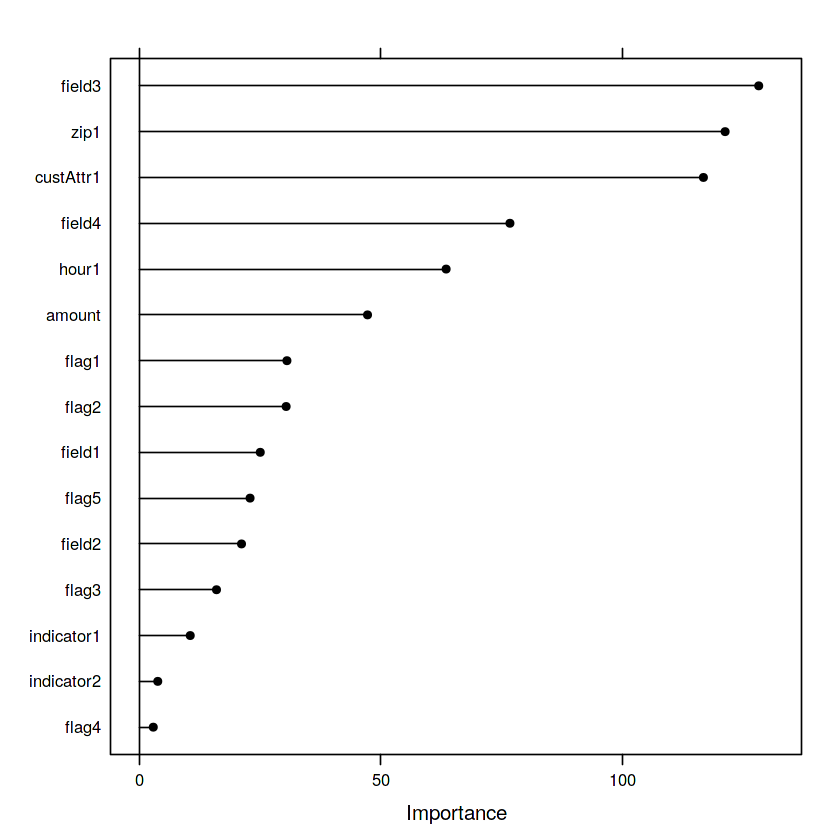 field3
zip1
custAttr1
field4
hour1
amount
flag1
flag2
field1
flag5
field2
flag3
indicator1
indicator2
flag4
0 50 100
Importance